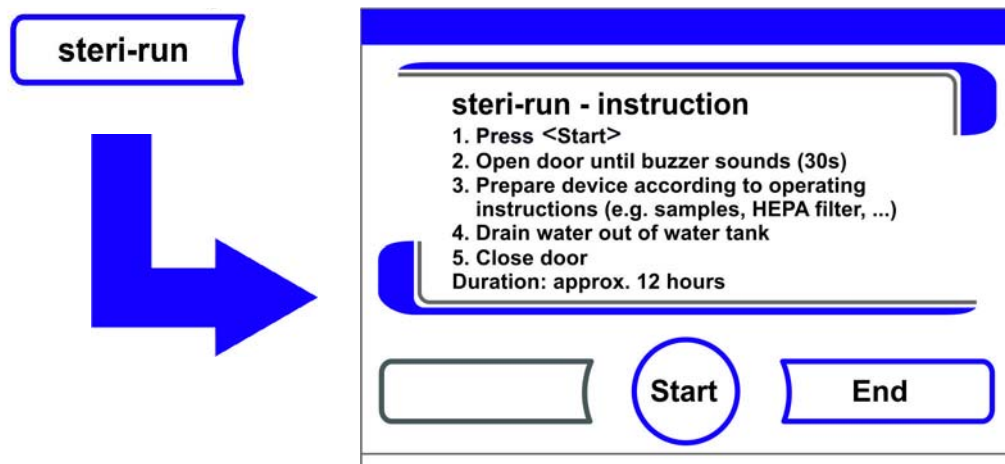 steri-run
steri-run - instruction
1. Press <Start>
2. Open door until buzzer sounds (30s)
3. Prepare device according to operating
instructions (e.g. samples, HEPA filter, ...)
4. Drain water out of water tank
5. Close door
Duration: approx. 12 hours
Start
End